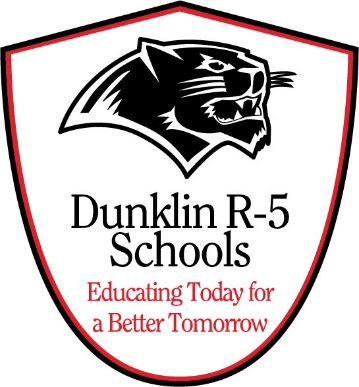 Dunklin R-5
Schools
Educating Today for
a Better Tomorrow